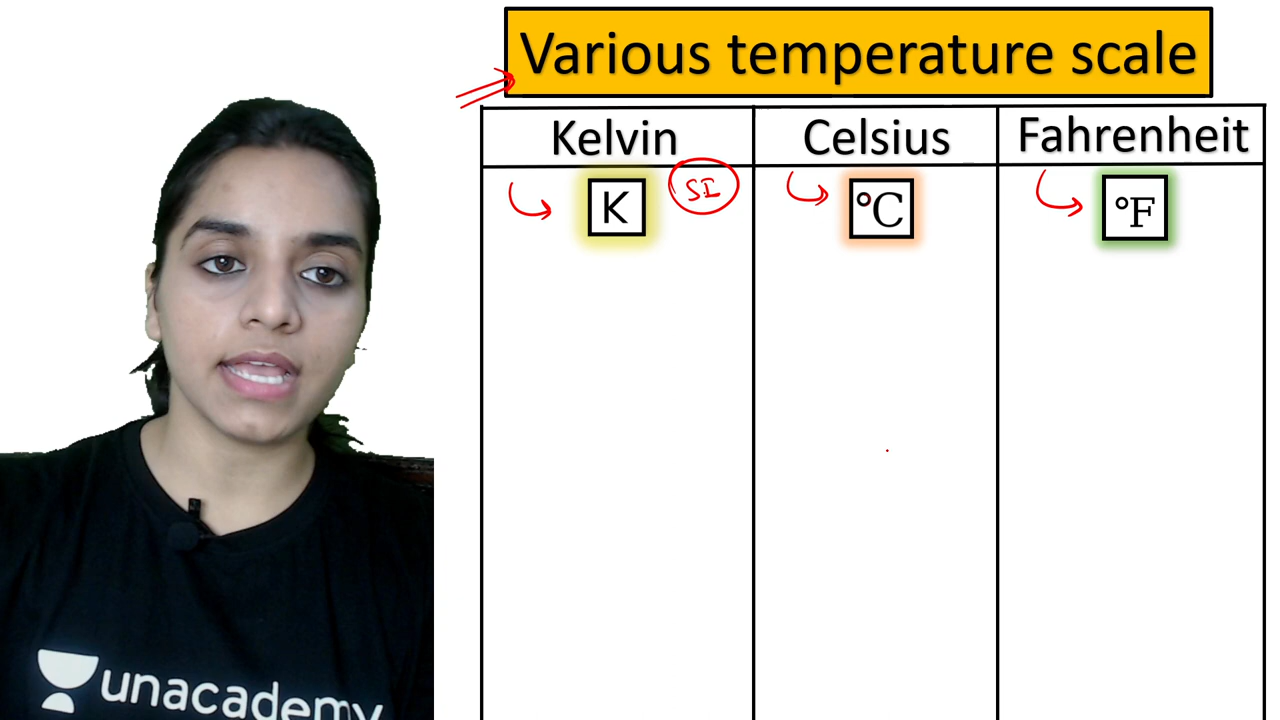 Various temperature scale
Kelvin Celsius Fahrenheit
K SI °C °F
unacademy